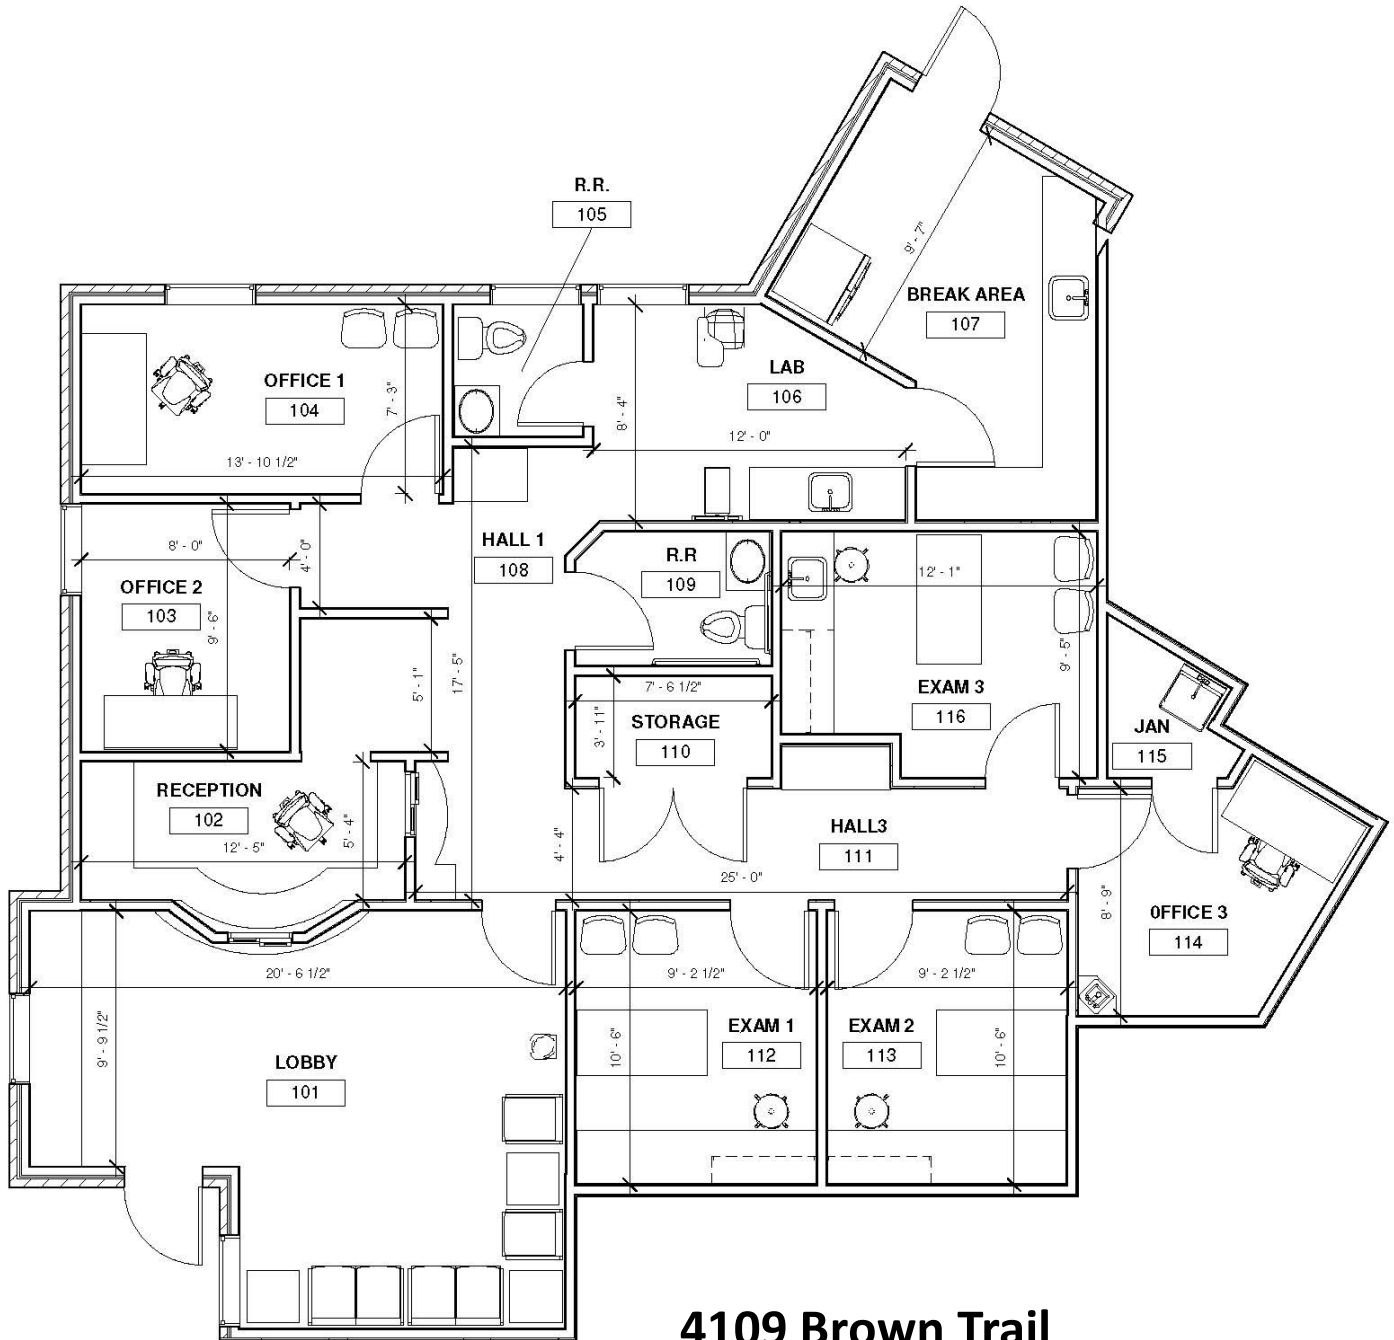 R.R.
105
BREAK AREA
107
9' - 7"
OFFICE 1
104
7' - 3"
13' - 10 1/2"
LAB
106
8' - 4"
12' - 0"
HALL 1
108
R.R
109
8' - 0"
4' - 0"
OFFICE 2
103
9' - 6"
12' - 1"
EXAM 3
116
9' - 5"
5' - 1"
17' - 5"
7' - 6 1/2"
STORAGE
110
3' - 11"
JAN
115
RECEPTION
102
12' - 5"
5' - 4"
4' - 4"
HALL3
111
25' - 0"
8' - 9"
0FFICE 3
114
20' - 6 1/2"
9' - 2 1/2"
9' - 2 1/2"
9' - 9 1/2"
LOBBY
101
10' - 6"
EXAM 1
112
EXAM 2
113
10' - 6"
4109 Brown Trail